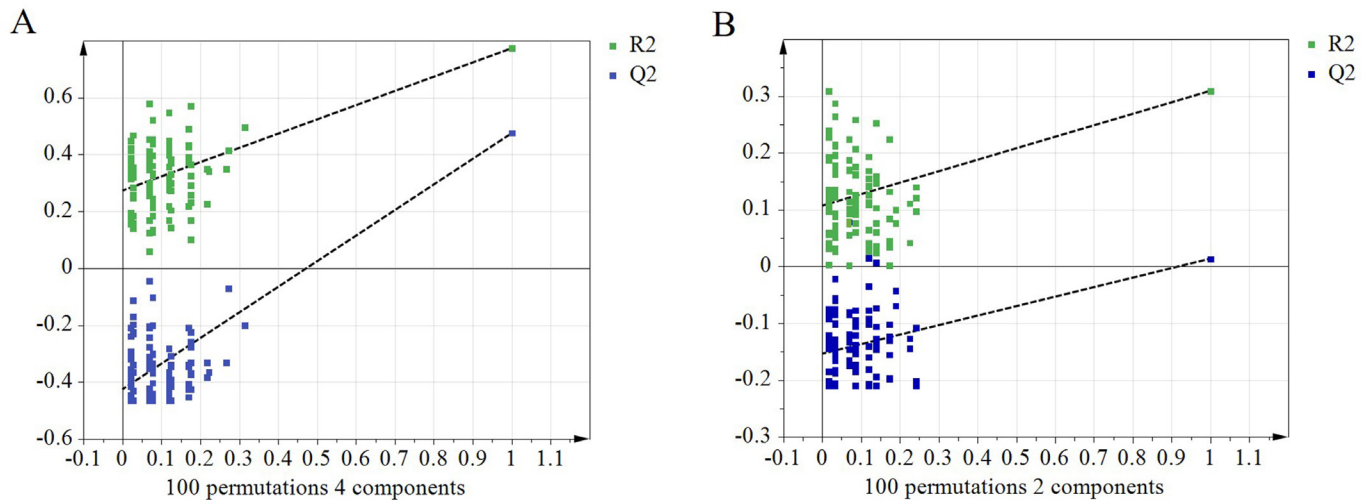 A
R2
Q2
0.6
0.4
0.2
0
-0.2
-0.4
-0.6
-0.1 0 0.1 0.2 0.3 0.4 0.5 0.6 0.7 0.8 0.9 1 1.1
100 permutations 4 components
B
R2
Q2
0.3
0.2
0.1
0
-0.1
-0.2
-0.3
-0.1 0 0.1 0.2 0.3 0.4 0.5 0.6 0.7 0.8 0.9 1 1.1
100 permutations 2 components